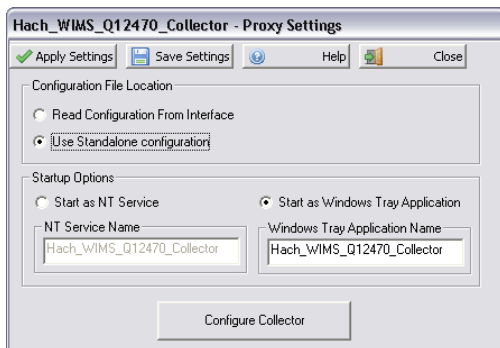 Hach_WIMS_Q12470_Collector - Proxy Settings
Apply Settings Save Settings Help Close
Configuration File Location
Read Configuration From Interface
Use Standalone configuration
Startup Options
Start as NT Service Start as Windows Tray Application
NT Service Name Windows Tray Application Name
Hach_WIMS_Q12470_Collector Hach_WIMS_Q12470_Collector
Configure Collector